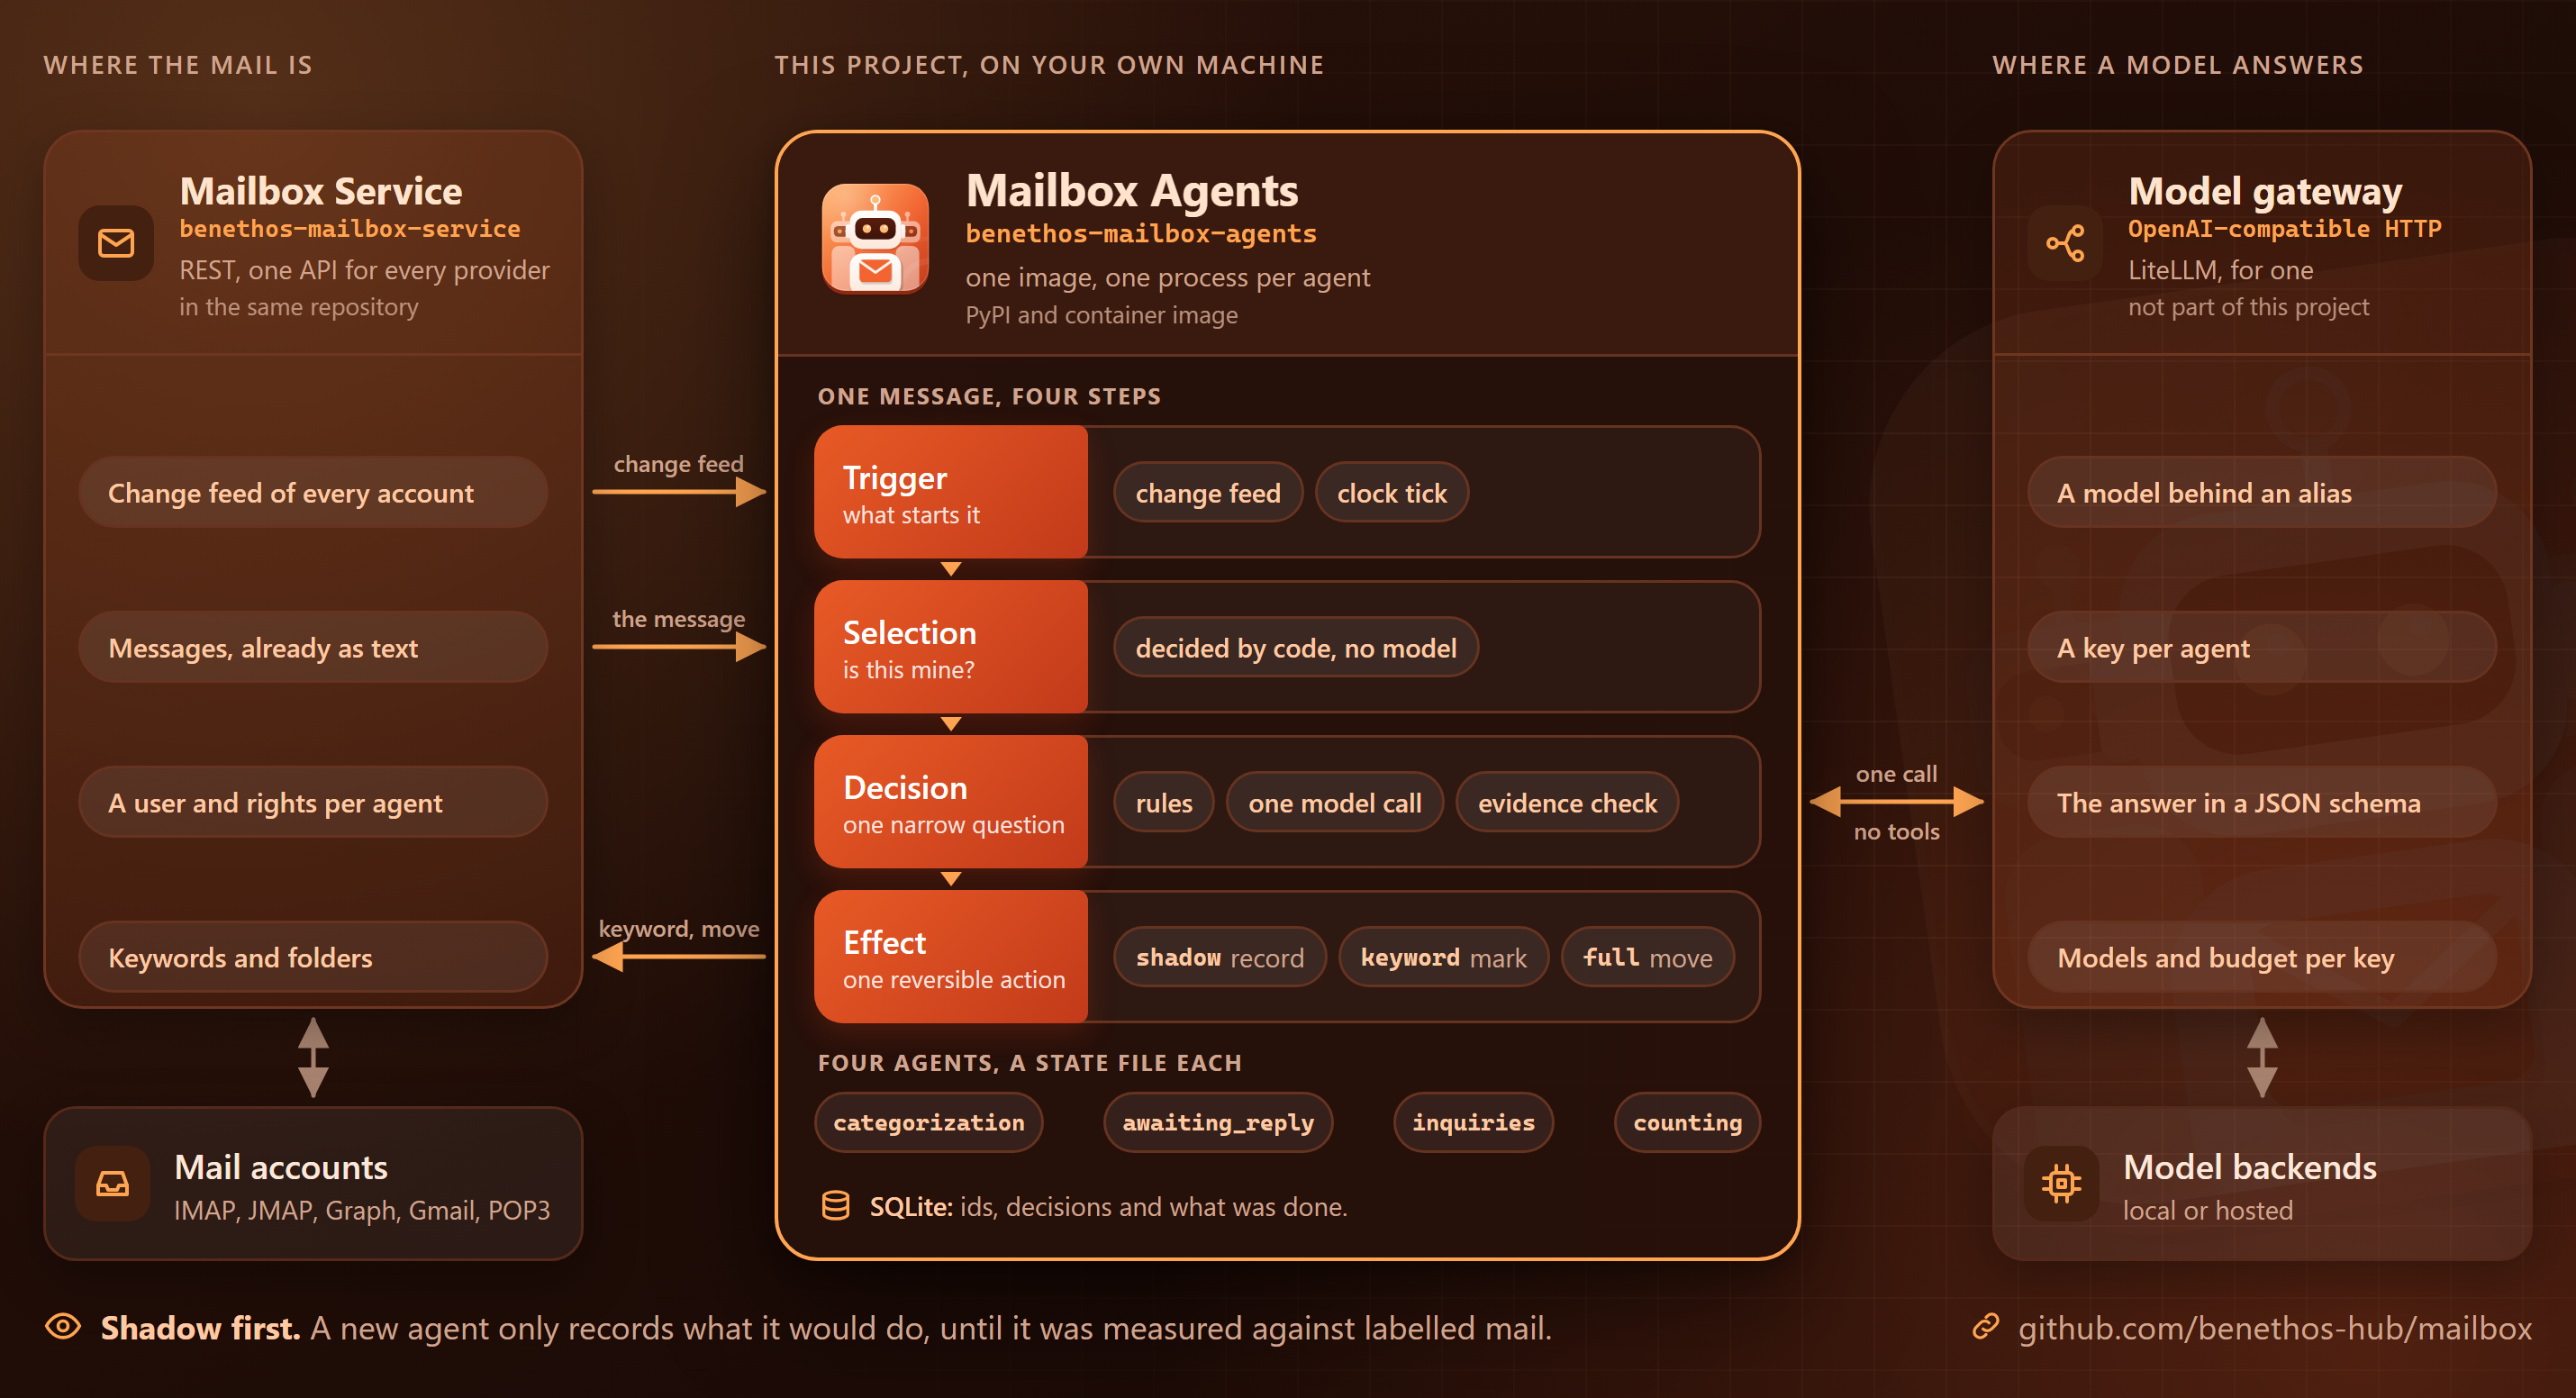 WHERE THE MAIL IS
Mailbox Service
benethos-mailbox-service
REST, one API for every provider
in the same repository
Change feed of every account
Messages, already as text
A user and rights per agent
Keywords and folders
Mail accounts
IMAP, JMAP, Graph, Gmail, POP3
change feed
the message
keyword, move
THIS PROJECT, ON YOUR OWN MACHINE
Mailbox Agents
benethos-mailbox-agents
one image, one process per agent
PyPI and container image
ONE MESSAGE, FOUR STEPS
Trigger
what starts it
change feed
clock tick
Selection
is this mine?
decided by code, no model
Decision
one narrow question
rules
one model call
evidence check
Effect
one reversible action
shadow record
keyword mark
full move
FOUR AGENTS, A STATE FILE EACH
categorization
awaiting_reply
inquiries
counting
SQLite: ids, decisions and what was done.
one call
no tools
WHERE A MODEL ANSWERS
Model gateway
OpenAI-compatible HTTP
LiteLLM, for one
not part of this project
A model behind an alias
A key per agent
The answer in a JSON schema
Models and budget per key
Model backends
local or hosted
Shadow first. A new agent only records what it would do, until it was measured against labelled mail.
github.com/benethos-hub/mailbox